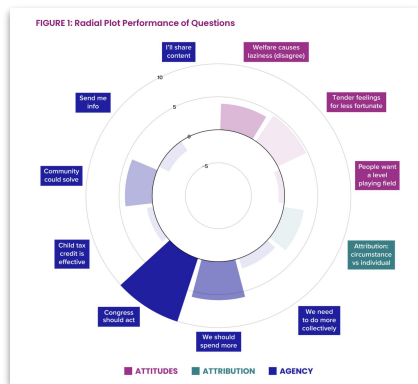 FIGURE 1: Radial Plot Performance of Questions
I'll share
content
Welfare causes
laziness (disagree)
10
Send me
info
Tender feelings
for less fortunate
5
0
Community
could solve
-5
People want
a level
playing field
Child tax
credit is
effective
Attribution:
circumstance
vs individual
Congress
should act
We should
spend more
We need
to do more
collectively
ATTITUDES ATTRIBUTION AGENCY